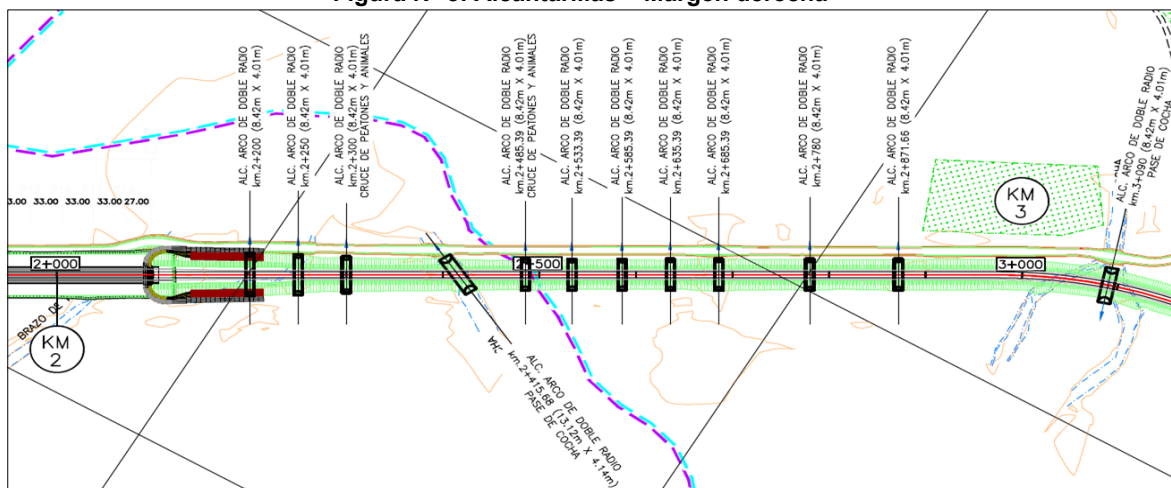 ALC. ARCO DE DOBLE RADIO
km.2+200 (8.42m X 4.01m)
ALC. ARCO DE DOBLE RADIO
km.2+250 (8.42m X 4.01m)
ALC. ARCO DE DOBLE RADIO
km.2+300 (8.42m X 4.01m)
CRUCE DE PEATONES Y ANIMALES
ALC. ARCO DE DOBLE RADIO
km.2+485.39 (8.42m X 4.01m)
CRUCE DE PEATONES Y ANIMALES
ALC. ARCO DE DOBLE RADIO
km.2+533.39 (8.42m X 4.01m)
ALC. ARCO DE DOBLE RADIO
km.2+585.39 (8.42m X 4.01m)
ALC. ARCO DE DOBLE RADIO
km.2+635.39 (8.42m X 4.01m)
ALC. ARCO DE DOBLE RADIO
km.2+685.39 (8.42m X 4.01m)
ALC. ARCO DE DOBLE RADIO
km.2+780 (8.42m X 4.01m)
ALC. ARCO DE DOBLE RADIO
km.2+871.66 (8.42m X 4.01m)
ALC. ARCO DE DOBLE RADIO
km.3+090 (8.42m X 4.01m)
PASE DE COCHA
KM
3
33.00 33.00 33.00 27.00
2+000
3+000
BRAZO DE
KM
2
ALC. ARCO DE DOBLE RADIO
km.2+415.68 (13.12m X 4.14m)
PASE DE COCHA